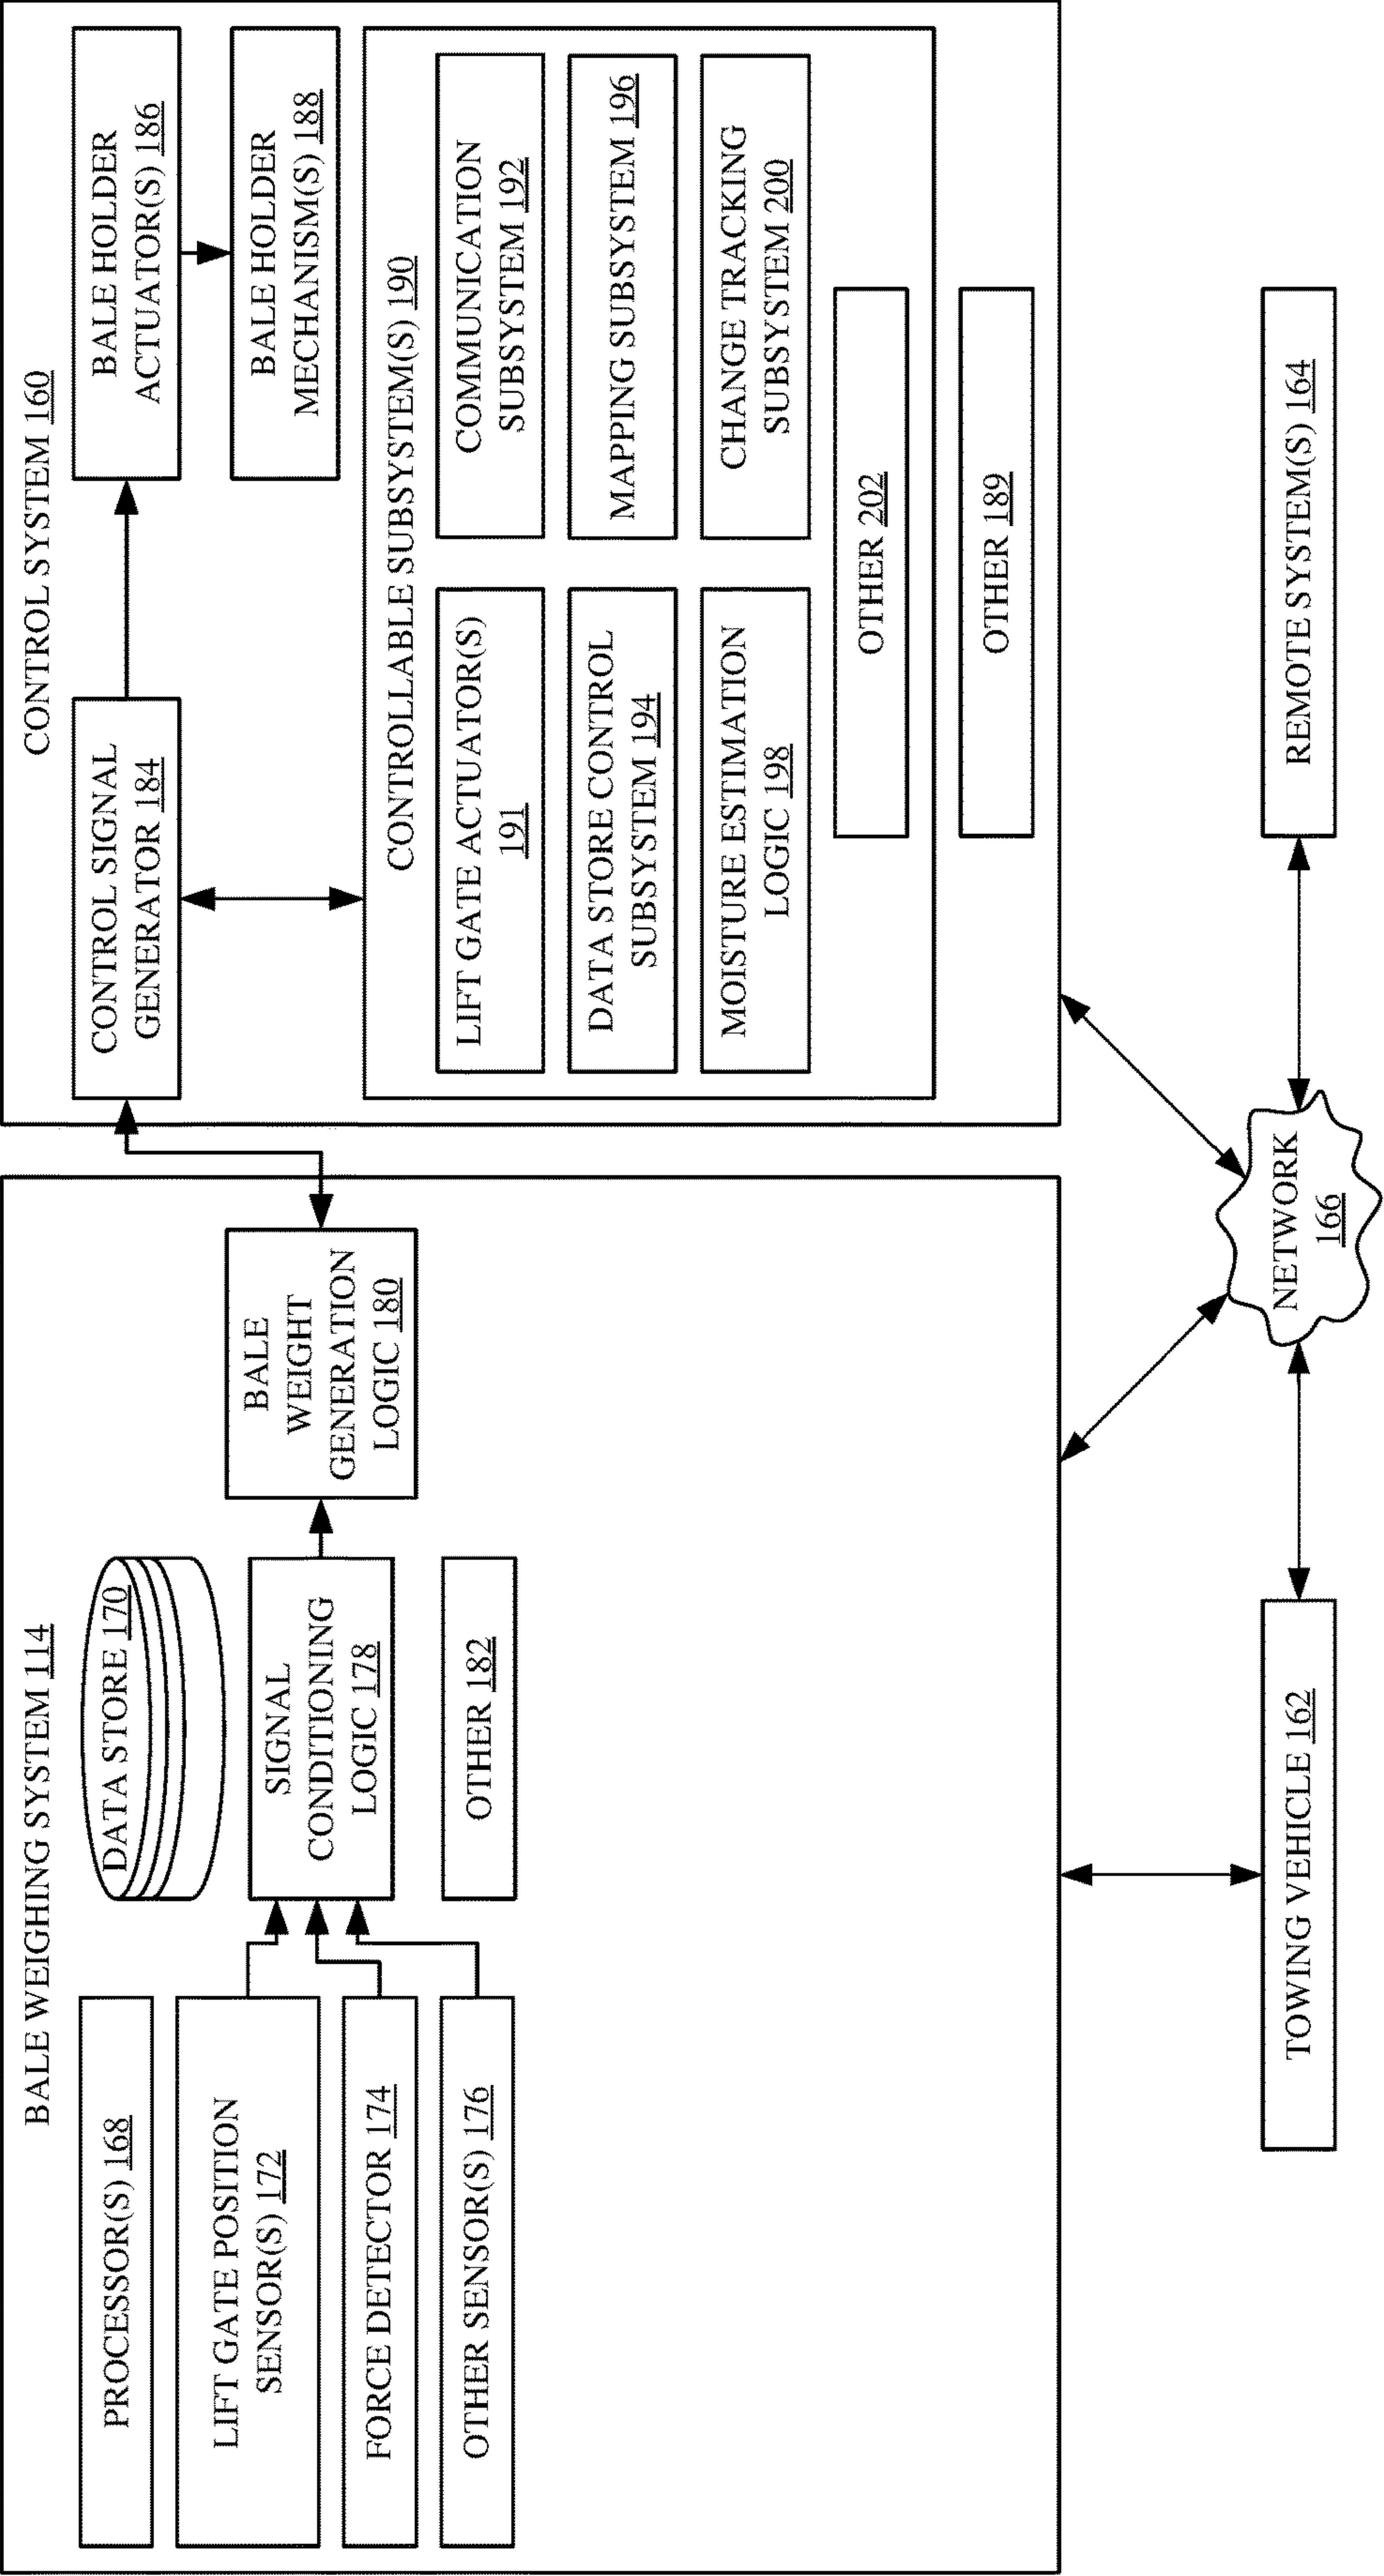 BALE WEIGHING SYSTEM 114
PROCESSOR(S) 168
LIFT GATE POSITION
SENSOR(S) 172
FORCE DETECTOR 174
OTHER SENSOR(S) 176
DATA STORE 170
SIGNAL
CONDITIONING
LOGIC 178
OTHER 182
BALE
WEIGHT
GENERATION
LOGIC 180
CONTROL SYSTEM 160
CONTROL SIGNAL
GENERATOR 184
BALE HOLDER
ACTUATOR(S) 186
BALE HOLDER
MECHANISM(S) 188
CONTROLLABLE SUBSYSTEM(S) 190
LIFT GATE ACTUATOR(S)
191
COMMUNICATION
SUBSYSTEM 192
DATA STORE CONTROL
SUBSYSTEM 194
MAPPING SUBSYSTEM 196
MOISTURE ESTIMATION
LOGIC 198
CHANGE TRACKING
SUBSYSTEM 200
OTHER 202
OTHER 189
TOWING VEHICLE 162
NETWORK
166
REMOTE SYSTEM(S) 164